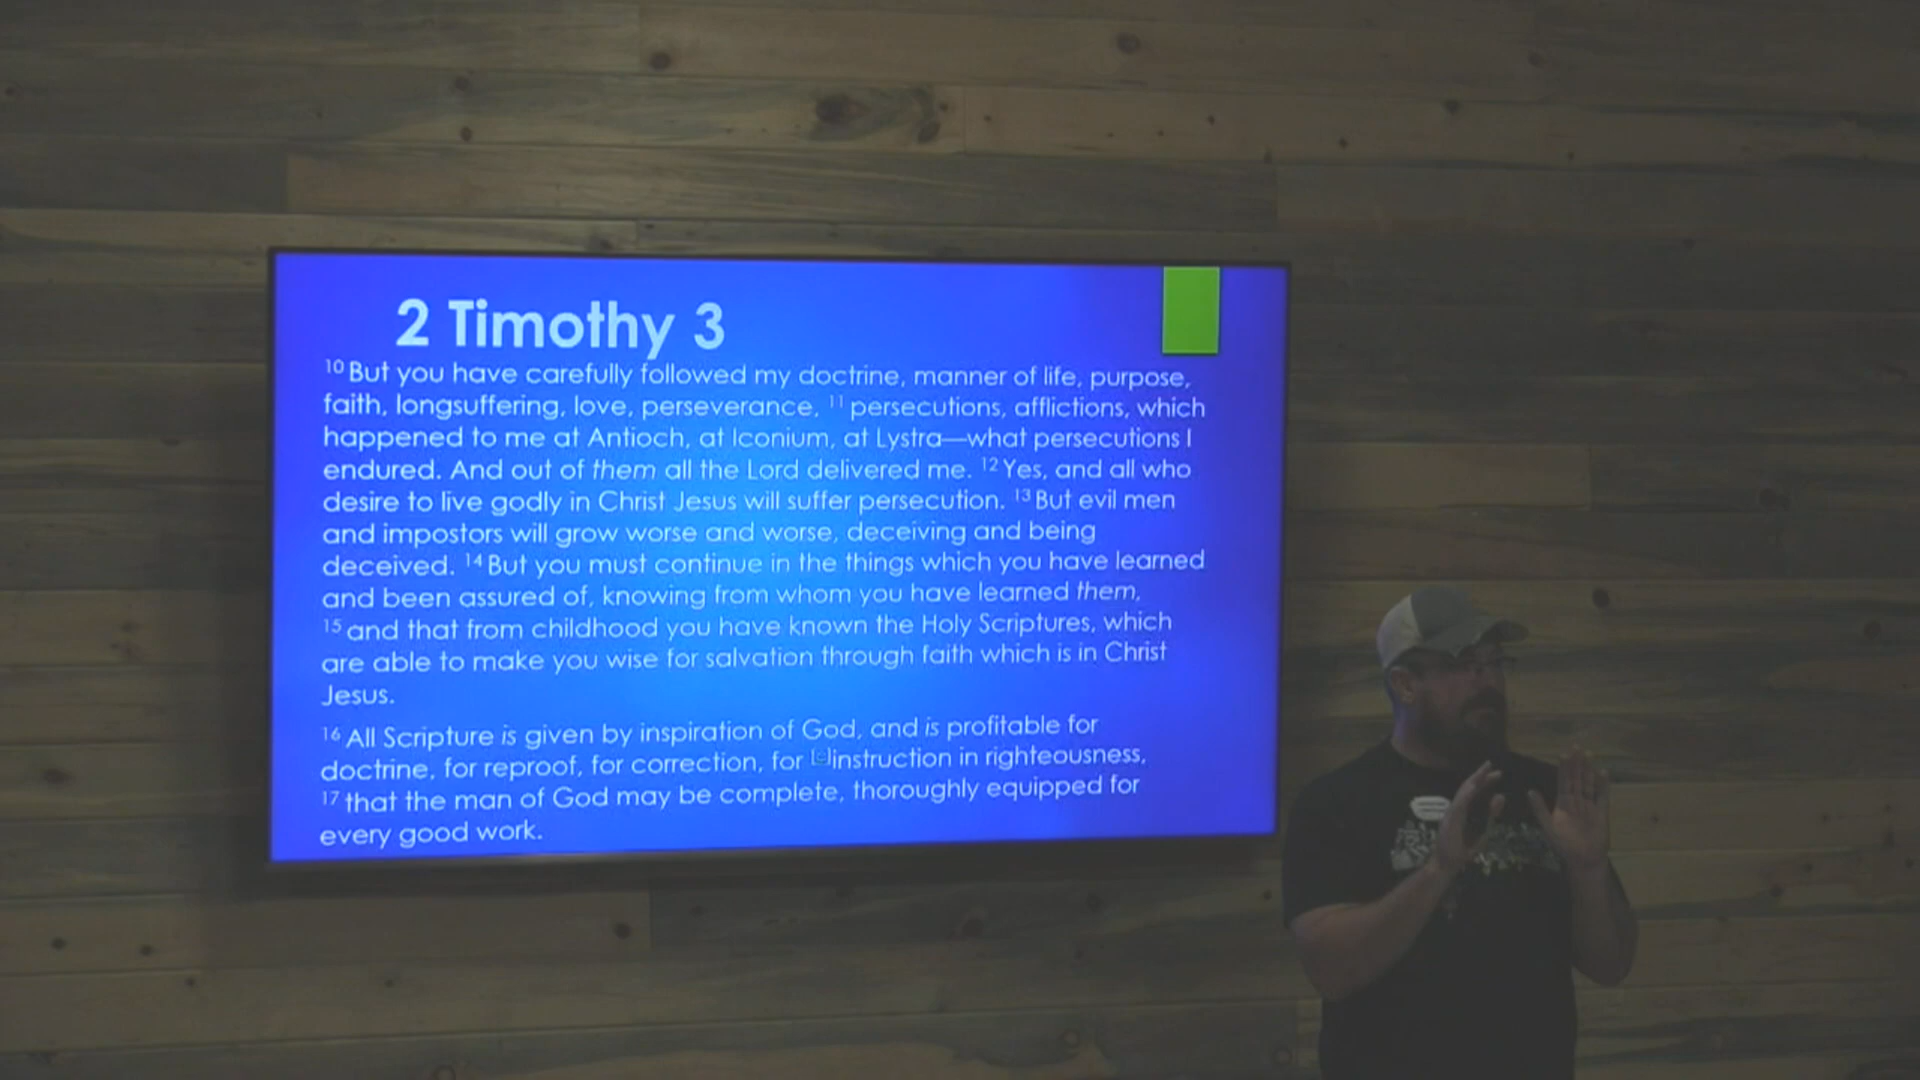 2 Timothy 3
10 But you have carefully followed my doctrine, manner of life, purpose,
faith, longsuffering, love, perseverance, 11 persecutions, afflictions, which
happened to me at Antioch, at Iconium, at Lystra—what persecutions I
endured. And out of them all the Lord delivered me. 12 Yes, and all who
desire to live godly in Christ Jesus will suffer persecution. 13 But evil men
and impostors will grow worse and worse, deceiving and being
deceived. 14 But you must continue in the things which you have learned
and been assured of, knowing from whom you have learned them,
15 and that from childhood you have known the Holy Scriptures, which
are able to make you wise for salvation through faith which is in Christ
Jesus.
16 All Scripture is given by inspiration of God, and is profitable for
doctrine, for reproof, for correction, for [c]instruction in righteousness,
17 that the man of God may be complete, thoroughly equipped for
every good work.